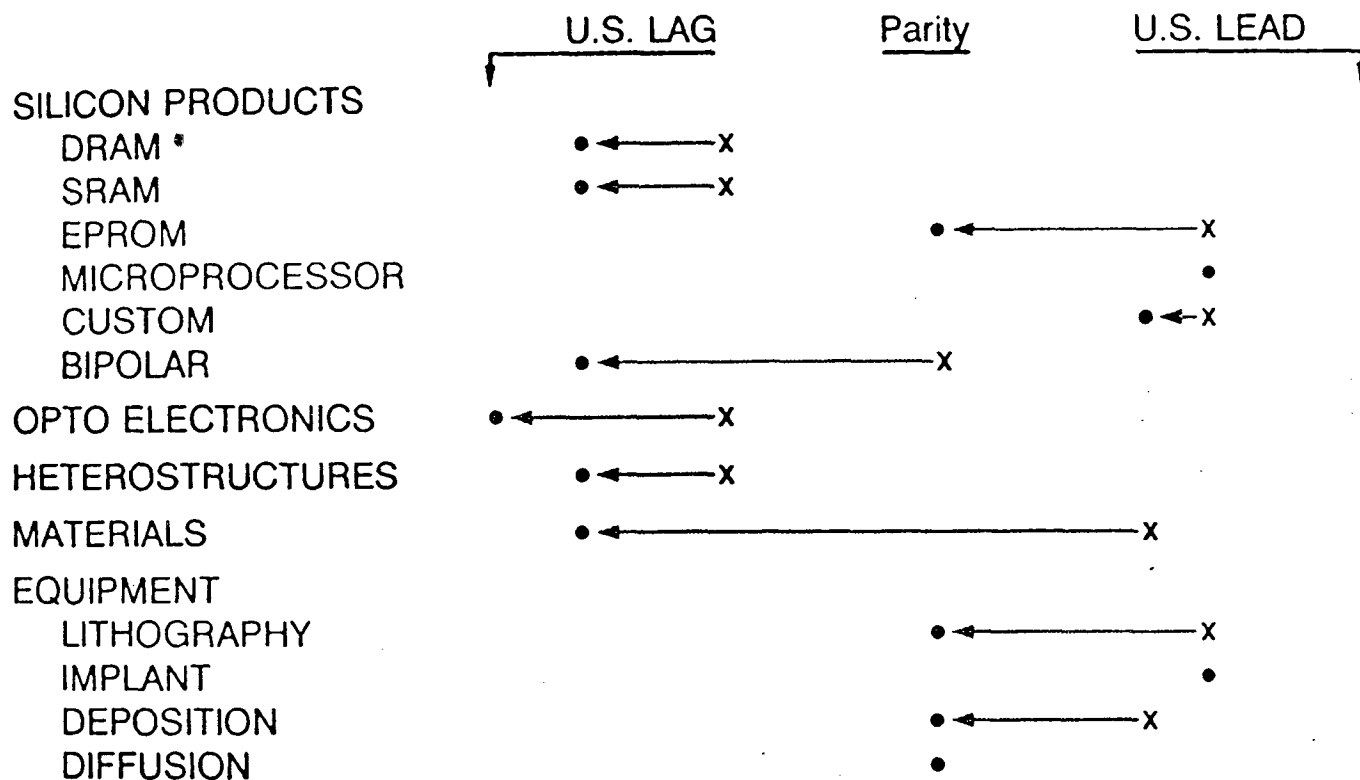 U.S. LAG Parity U.S. LEAD
SILICON PRODUCTS
DRAM *
SRAM
EPROM
MICROPROCESSOR
CUSTOM
BIPOLAR
OPTO ELECTRONICS
HETEROSTRUCTURES
MATERIALS
EQUIPMENT
LITHOGRAPHY
IMPLANT
DEPOSITION
DIFFUSION